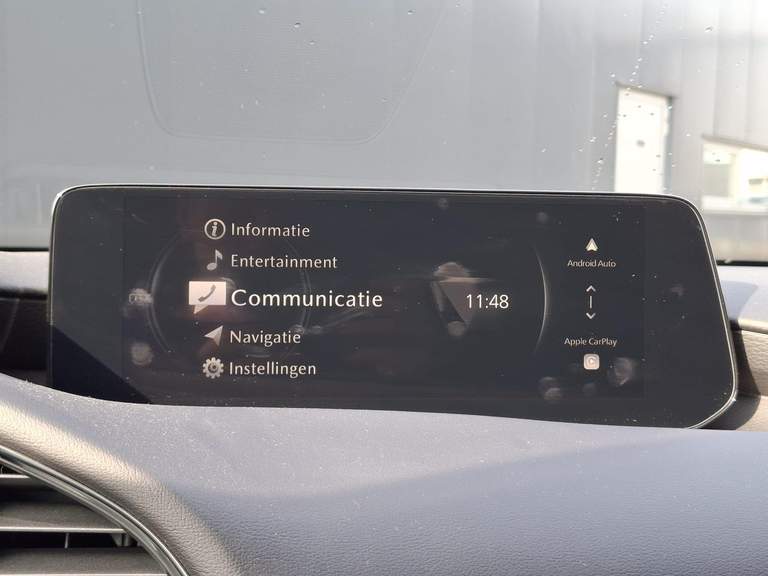 Informatie
Entertainment
Communicatie
Navigatie
Instellingen
11:48
Android Auto
Apple CarPlay